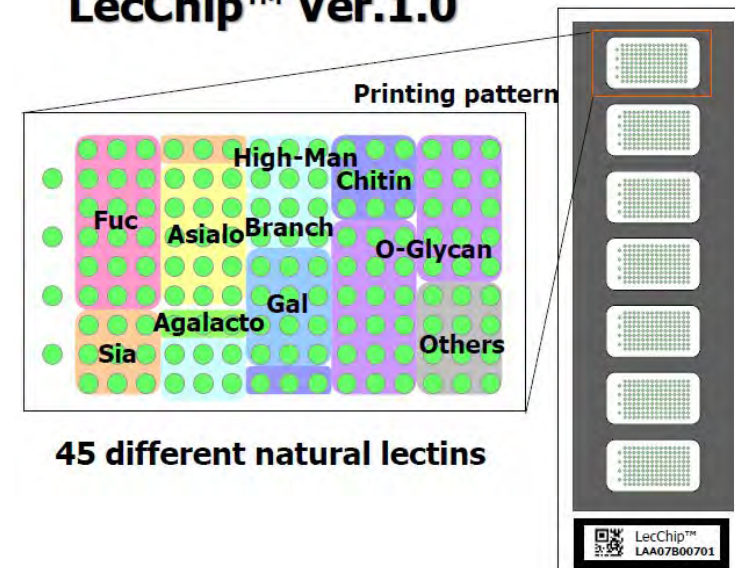 LecChip™ Ver.1.0
Printing pattern
High-Man
Chitin
Fuc
Asialo
Branch
O-Glycan
Gal
Agalacto
Sia
Others
45 different natural lectins
LecChip™
LAA07B00701